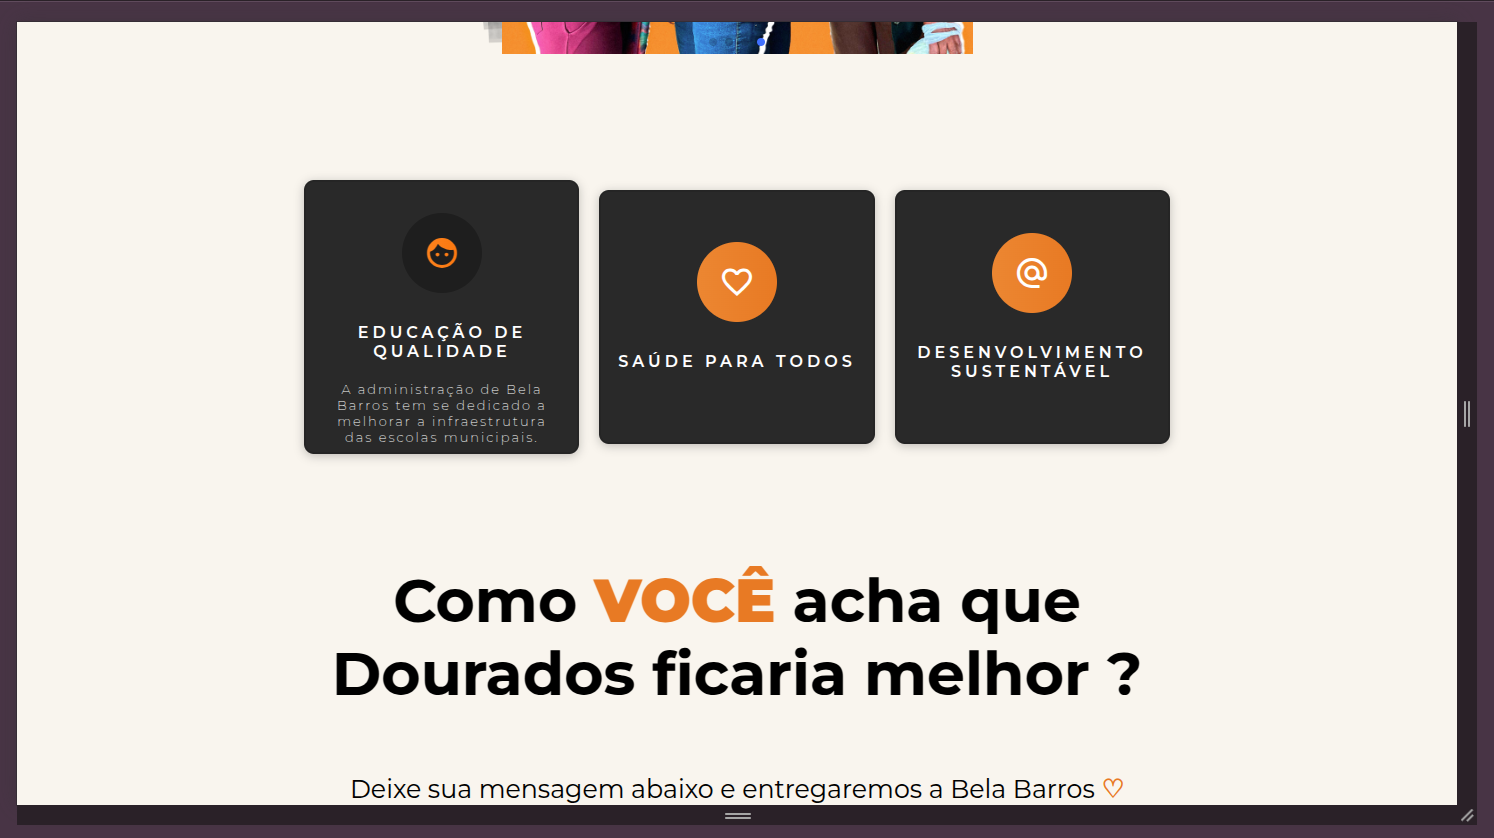 EDUCAÇÃO DE
QUALIDADE
A administração de Bela
Barros tem se dedicado a
melhorar a infraestrutura
das escolas municipais.
SAÚDE PARA TODOS
DESENVOLVIMENTO
SUSTENTÁVEL
Como VOCÊ acha que
Dourados ficaria melhor ?
Deixe sua mensagem abaixo e entregaremos a Bela Barros ♡